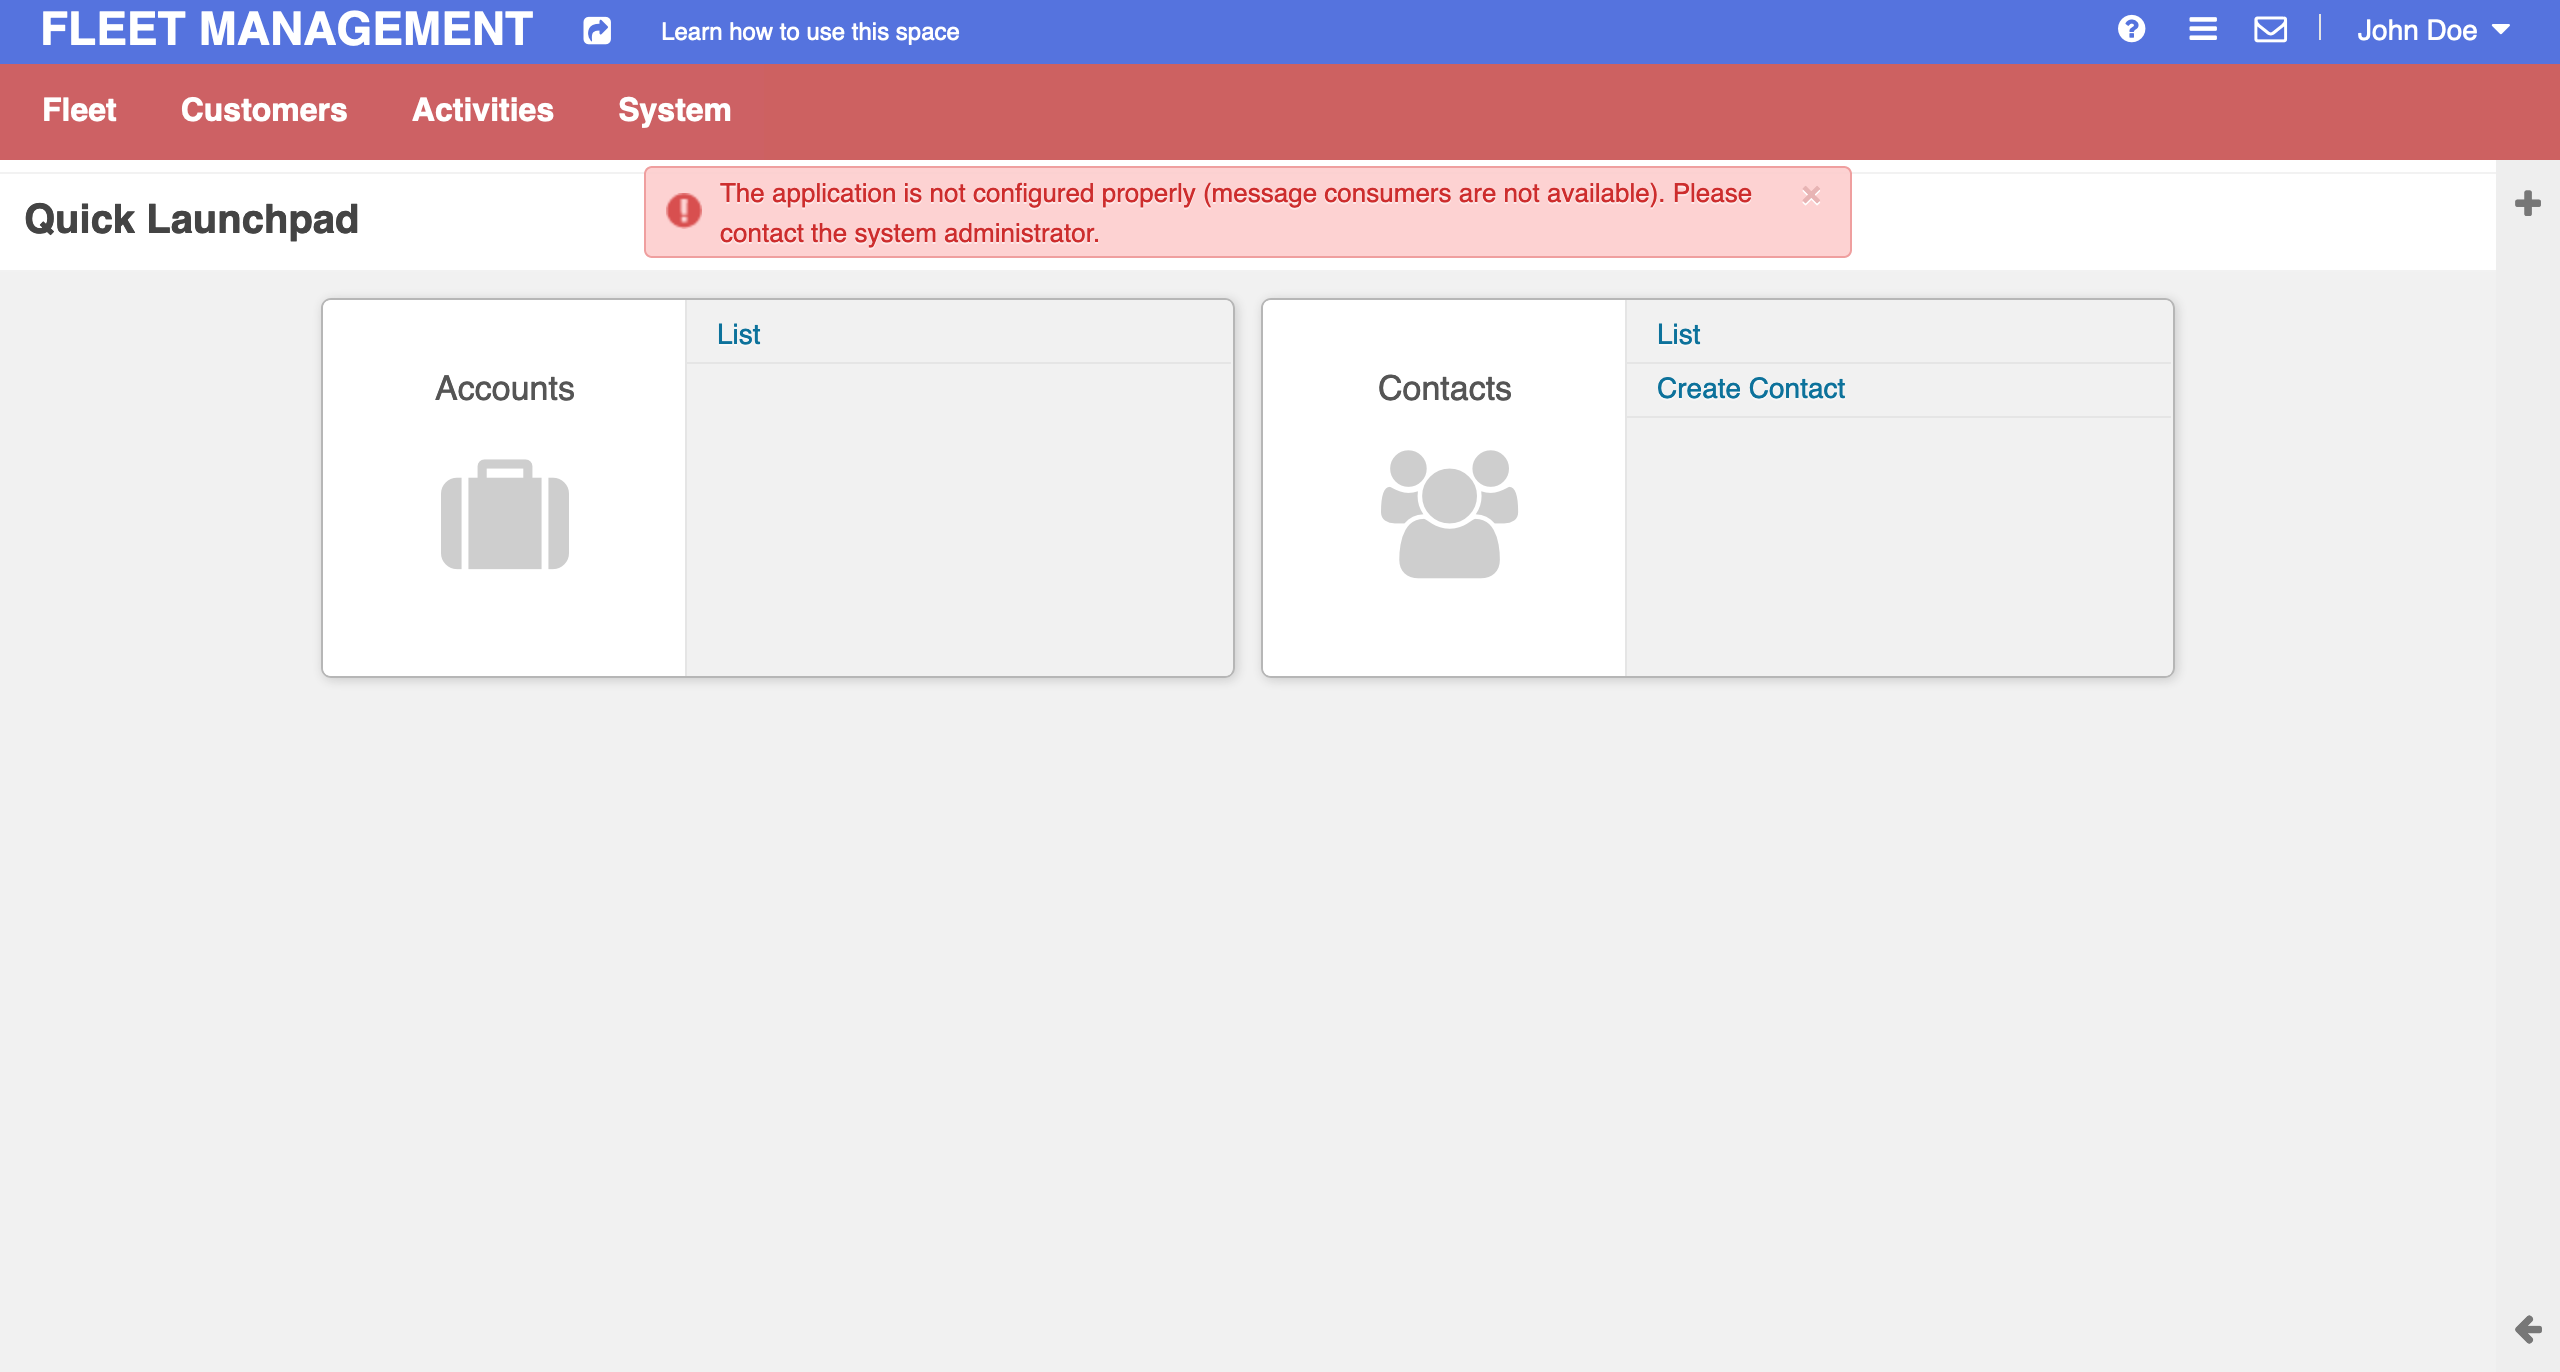 FLEET MANAGEMENT
Learn how to use this space
John Doe
Fleet
Customers
Activities
System
Quick Launchpad
The application is not configured properly (message consumers are not available). Please
contact the system administrator.
Accounts
List
Contacts
List
Create Contact